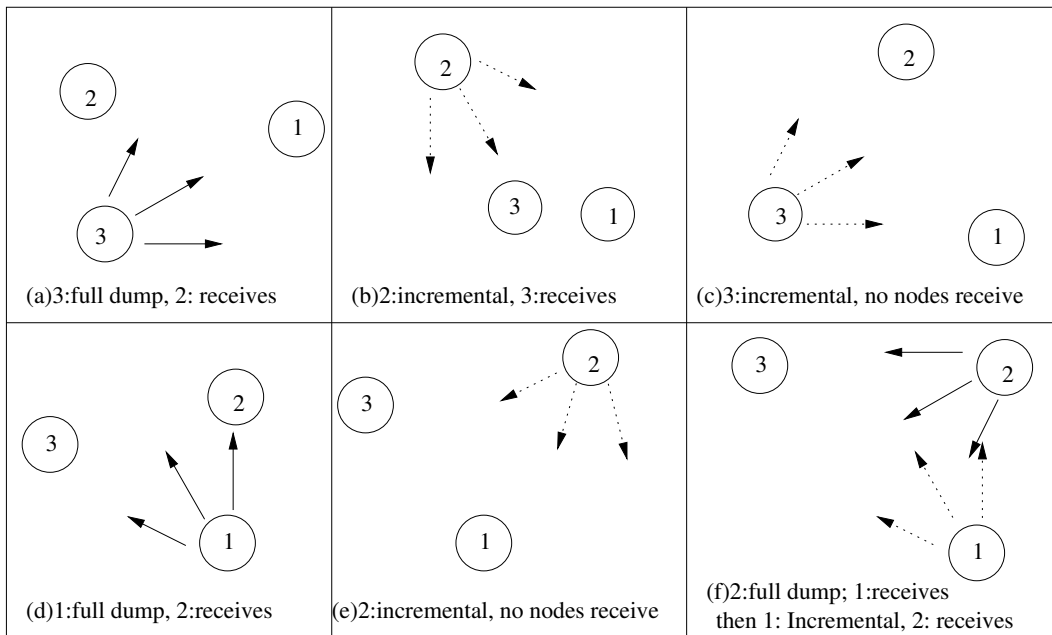 2
1
3
(a)3:full dump, 2: receives
2
3
1
(b)2:incremental, 3:receives
2
3
1
(c)3:incremental, no nodes receive
2
3
1
(d)1:full dump, 2:receives
2
3
1
(e)2:incremental, no nodes receive
3
2
1
(f)2:full dump; 1:receives
then 1: Incremental, 2: receives